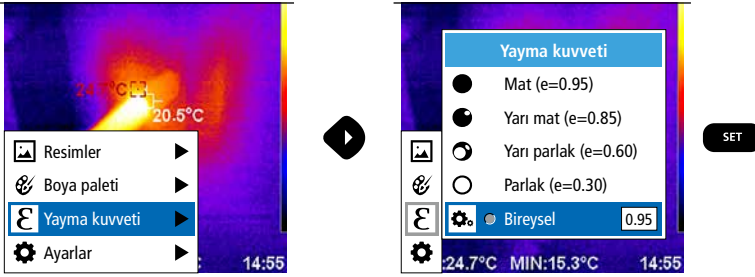 24.7°C
20.5°C
Resimler
Boya paleti
Ɛ Yayma kuvveti
Ayarlar
14:55
Yayma kuvveti
Mat (e=0.95)
Yarı mat (e=0.85)
Yarı parlak (e=0.60)
Parlak (e=0.30)
Ɛ
Bireysel 0.95
:24.7°C MIN:15.3°C 14:55
SET